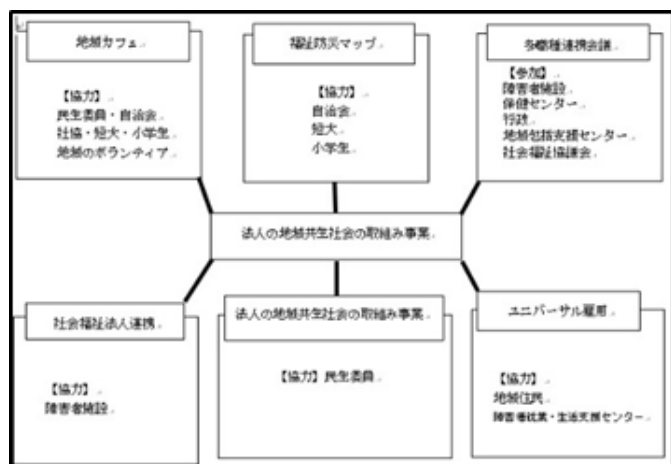 地域カフェ
【協力】
民生委員・自治会
社協・短大・小学生
地域のボランティア
福祉防災マップ
【協力】
自治会
短大
小学生
多職種連携会議
【参加】
障害者施設
保健センター
行政
地域包括支援センター
社会福祉協議会
法人の地域共生社会の取組み事業
社会福祉法人連携
【協力】
障害者施設
法人の地域共生社会の取組み事業
【協力】民生委員
ユニバーサル雇用
【協力】
地域住民
障害者就業・生活支援センター